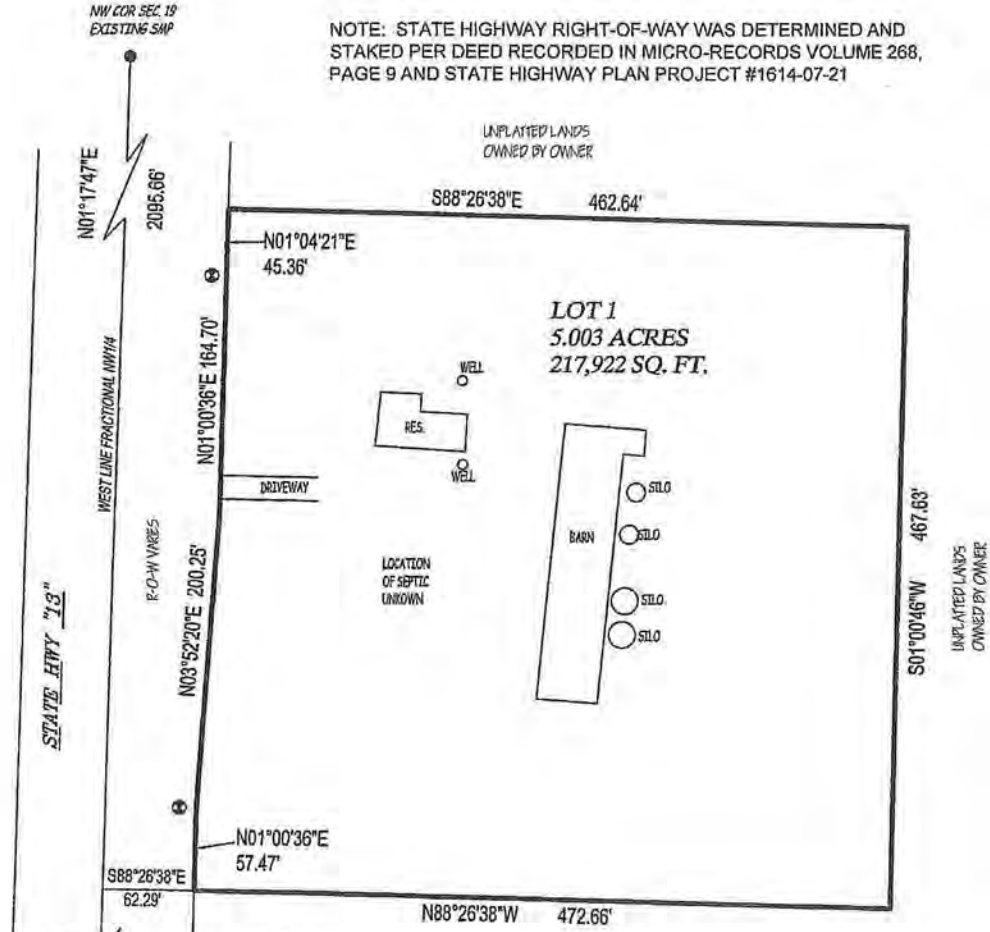 NW COR SEC. 19
EXISTING SMP
NOTE: STATE HIGHWAY RIGHT-OF-WAY WAS DETERMINED AND
STAKED PER DEED RECORDED IN MICRO-RECORDS VOLUME 268,
PAGE 9 AND STATE HIGHWAY PLAN PROJECT #1614-07-21
UNPLATTED LANDS
OWNED BY OWNER
N01°17'47"E
2095.66'
S88°26'38"E 462.64'
N01°04'21"E
45.36'
LOT 1
5.003 ACRES
217,922 SQ. FT.
WEST LINE FRACTIONAL NW1/4
N01°00'36"E 164.70'
WELL
RES.
WELL
DRIVEWAY
SILO
BARN
SILO
SILO
SILO
LOCATION
OF SEPTIC
UNKOWN
R-O-W VARIES
N03°52'20"E 200.25'
STATE HWY "13"
S01°00'46"W 467.63'
UNPLATTED LANDS
OWNED BY OWNER
N01°00'36"E
57.47'
S88°26'38"E
62.29'
N88°26'38"W 472.66'